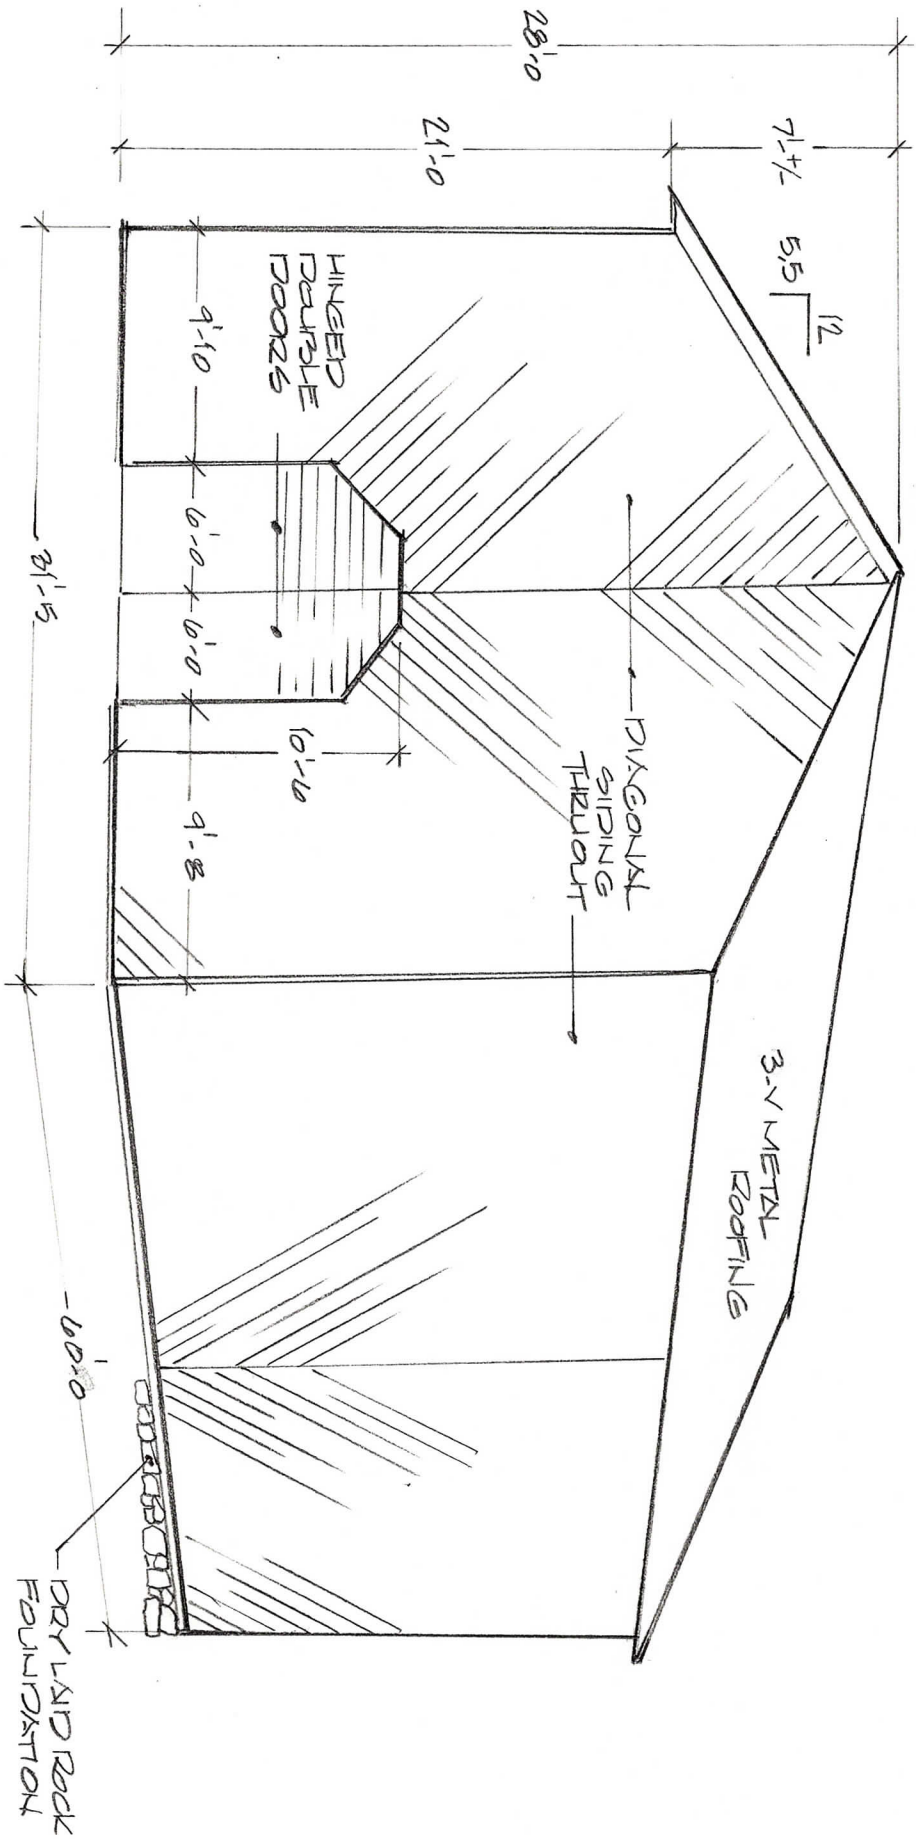 28'-0
7'-+/-
21'-0
12
5.5
HINGED
DOUBLE
DOORS
DIAGONAL
SIDING
THRUOUT
3-V METAL
ROOFING
9'-10
6'-0
6'-0
9'-8
10'-6
31'-5
60'-0
DRY LAID ROCK
FOUNDATION